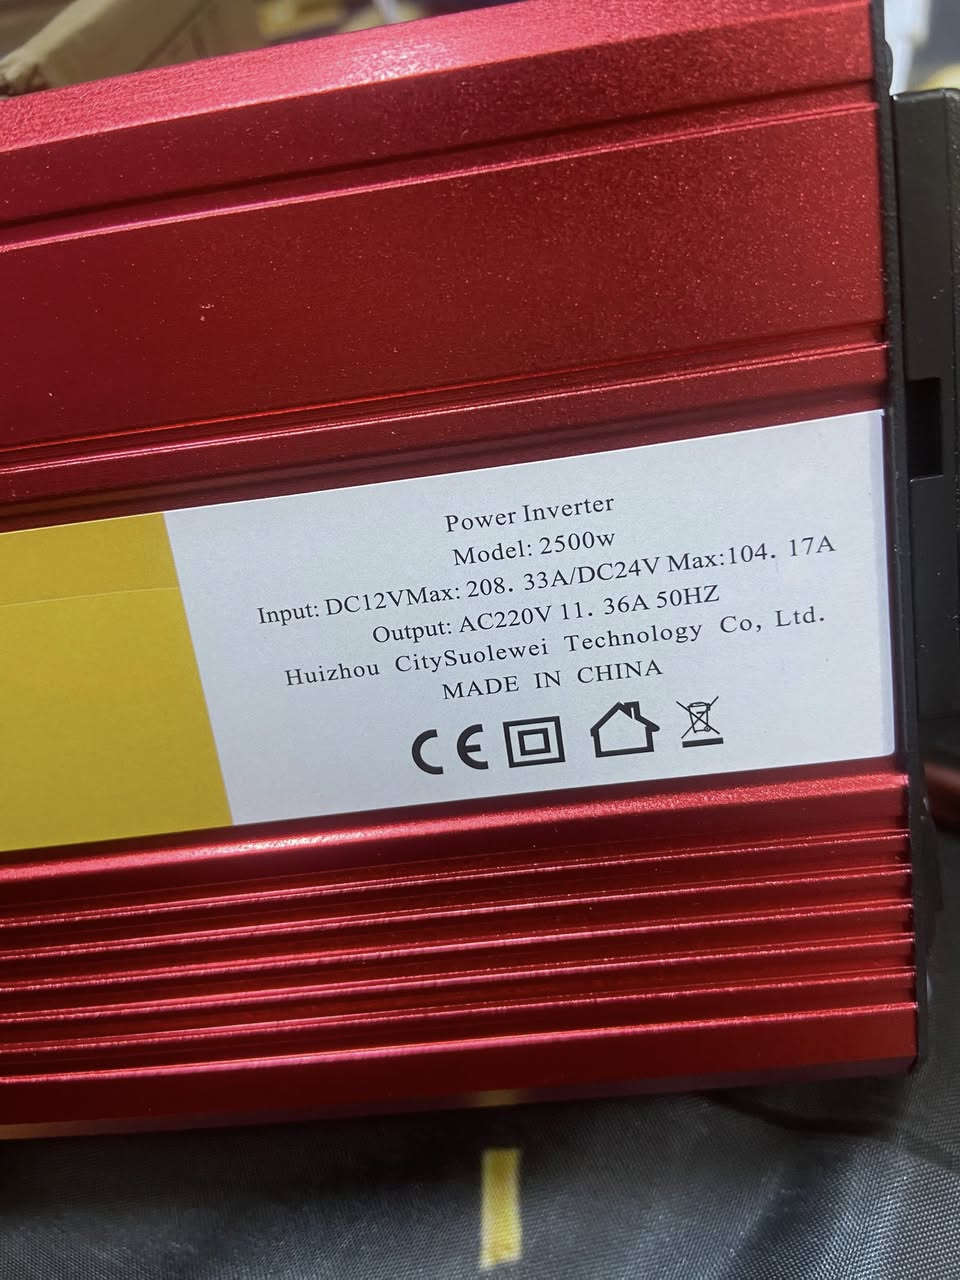 Power Inverter
Model: 2500w
Input: DC12VMax: 208. 33A/DC24V Max:104. 17A
Output: AC220V 11. 36A 50HZ
Huizhou CitySuolewei Technology Co, Ltd.
MADE IN CHINA
CE